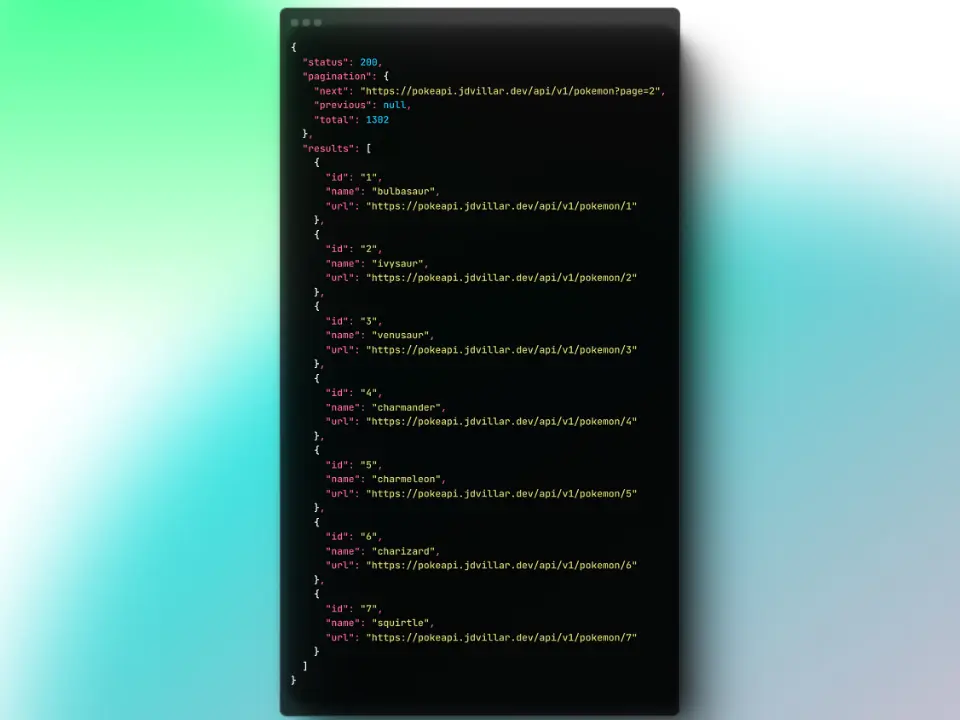 {
  "status": 200,
  "pagination": {
    "next": "https://pokeapi.jdvillar.dev/api/v1/pokemon?page=2",
    "previous": null,
    "total": 1302
  },
  "results": [
    {
      "id": "1",
      "name": "bulbasaur",
      "url": "https://pokeapi.jdvillar.dev/api/v1/pokemon/1"
    },
    {
      "id": "2",
      "name": "ivysaur",
      "url": "https://pokeapi.jdvillar.dev/api/v1/pokemon/2"
    },
    {
      "id": "3",
      "name": "venusaur",
      "url": "https://pokeapi.jdvillar.dev/api/v1/pokemon/3"
    },
    {
      "id": "4",
      "name": "charmander",
      "url": "https://pokeapi.jdvillar.dev/api/v1/pokemon/4"
    },
    {
      "id": "5",
      "name": "charmeleon",
      "url": "https://pokeapi.jdvillar.dev/api/v1/pokemon/5"
    },
    {
      "id": "6",
      "name": "charizard",
      "url": "https://pokeapi.jdvillar.dev/api/v1/pokemon/6"
    },
    {
      "id": "7",
      "name": "squirtle",
      "url": "https://pokeapi.jdvillar.dev/api/v1/pokemon/7"
    }
  ]
}